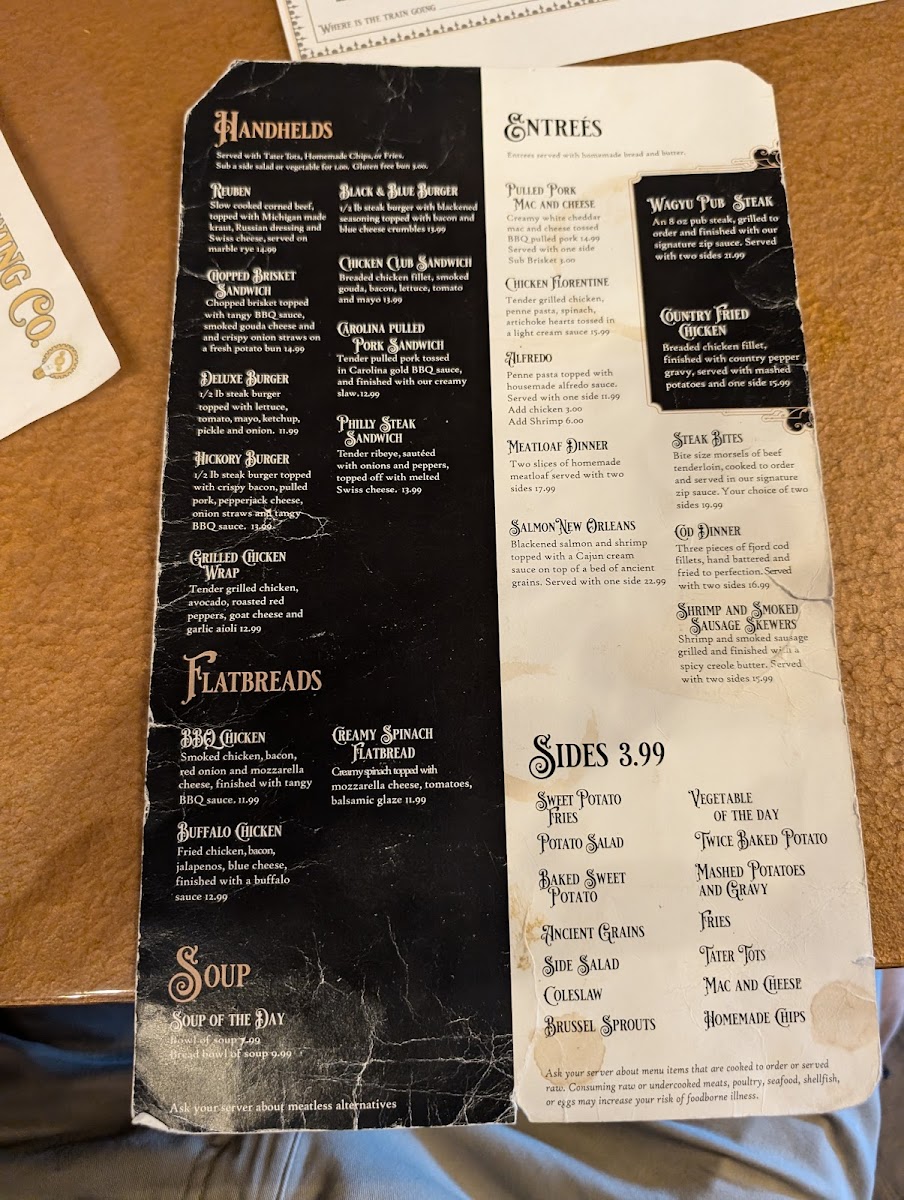 Where is the train going
ning Co.
Handhelds
Served with Tater Tots, Homemade Chips, or Fries.
Sub a side salad or vegetable for 1.00. Gluten free bun 3.00.
Reuben
Slow cooked corned beef,
topped with Michigan made
kraut, Russian dressing and
Swiss cheese, served on
marble rye 14.99
Chopped Brisket
Sandwich
Chopped brisket topped
with tangy BBQ sauce,
smoked gouda cheese and
and crispy onion straws on
a fresh potato bun 14.99
Deluxe Burger
1/2 lb steak burger
topped with lettuce,
tomato, mayo, ketchup,
pickle and onion. 11.99
Hickory Burger
1/2 lb steak burger topped
with crispy bacon, pulled
pork, pepperjack cheese,
onion straws and tangy
BBQ sauce. 13.99
Grilled Chicken
Wrap
Tender grilled chicken,
avocado, roasted red
peppers, goat cheese and
garlic aioli 12.99
Black & Blue Burger
1/2 lb steak burger with blackened
seasoning topped with bacon and
blue cheese crumbles 13.99
Chicken Club Sandwich
Breaded chicken fillet, smoked
gouda, bacon, lettuce, tomato
and mayo 13.99
Carolina pulled
Pork Sandwich
Tender pulled pork tossed
in Carolina gold BBQ sauce,
and finished with our creamy
slaw. 12.99
Philly Steak
Sandwich
Tender ribeye, sautéed
with onions and peppers,
topped off with melted
Swiss cheese. 13.99
Flatbreads
BBQ Chicken
Smoked chicken, bacon,
red onion and mozzarella
cheese, finished with tangy
BBQ sauce. 11.99
Buffalo Chicken
Fried chicken, bacon,
jalapenos, blue cheese,
finished with a buffalo
sauce 12.99
Creamy Spinach
Flatbread
Creamy spinach topped with
mozzarella cheese, tomatoes,
balsamic glaze 11.99
Soup
Soup of the Day
Bowl of soup 7.99
Bread bowl of soup 9.99
Ask your server about meatless alternatives
Entreés
Entrees served with homemade bread and butter.
Pulled Pork
Mac and cheese
Creamy white chedder
mac and cheese tossed
BBQ pulled pork 14.99
Served with one side
Sub Brisket 3.00
Chicken Florentine
Tender grilled chicken,
penne pasta, spinach,
artichoke hearts tossed in
a light cream sauce 15.99
Alfredo
Penne pasta topped with
housemade alfredo sauce.
Served with one side 11.99
Add chicken 3.00
Add Shrimp 6.00
Meatloaf Dinner
Two slices of homemade
meatloaf served with two
sides 17.99
Salmon New Orleans
Blackened salmon and shrimp
topped with a Cajun cream
sauce on top of a bed of ancient
grains. Served with one side 22.99
Wagyu Pub Steak
An 8 oz pub steak, grilled to
order and finished with our
signature zip sauce. Served
with two sides 21.99
Country Fried
Chicken
Breaded chicken fillet,
finished with country pepper
gravy, served with mashed
potatoes and one side 15.99
Steak Bites
Bite size morsels of beef
tenderloin, cooked to order
and served in our signature
zip sauce. Your choice of two
sides 19.99
Cod Dinner
Three pieces of fjord cod
fillets, hand battered and
fried to perfection. Served
with two sides 16.99
Shrimp and Smoked
Sausage Skewers
Shrimp and smoked sausage
grilled and finished with a
spicy creole butter. Served
with two sides 15.99
Sides 3.99
Sweet Potato
Fries
Potato Salad
Baked Sweet
Potato
Ancient Grains
Side Salad
Coleslaw
Brussel Sprouts
Vegetable
of the day
Twice Baked Potato
Mashed Potatoes
and Gravy
Fries
Tater Tots
Mac and Cheese
Homemade Chips
Ask your server about menu items that are cooked to order or served
raw. Consuming raw or undercooked meats, poultry, seafood, shellfish,
or eggs may increase your risk of foodborne illness.